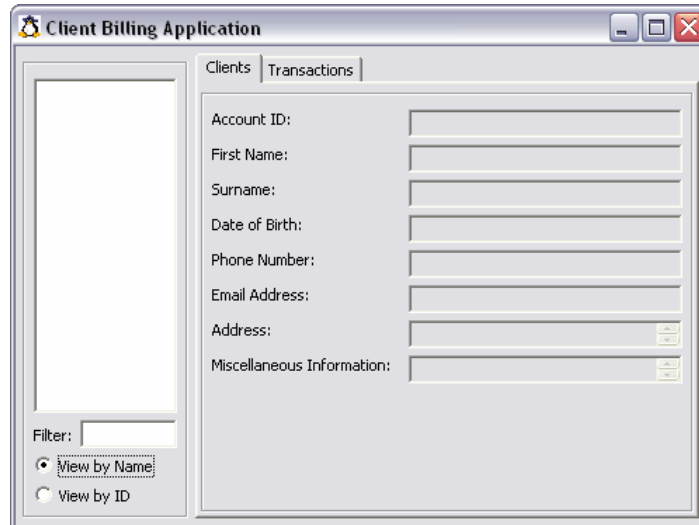 Client Billing Application
Clients
Transactions
Account ID:
First Name:
Surname:
Date of Birth:
Phone Number:
Email Address:
Address:
Miscellaneous Information:
Filter:
View by Name
View by ID